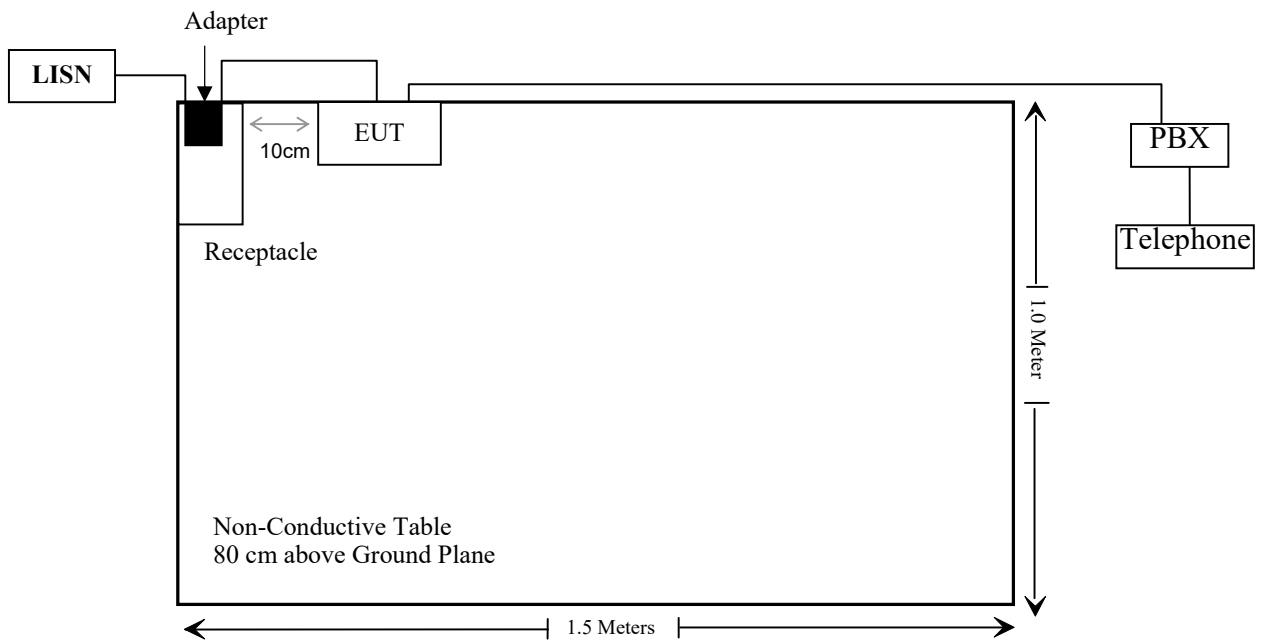 Adapter
LISN
EUT
10cm
PBX
Receptacle
Telephone
1.0 Meter
Non-Conductive Table
80 cm above Ground Plane
1.5 Meters